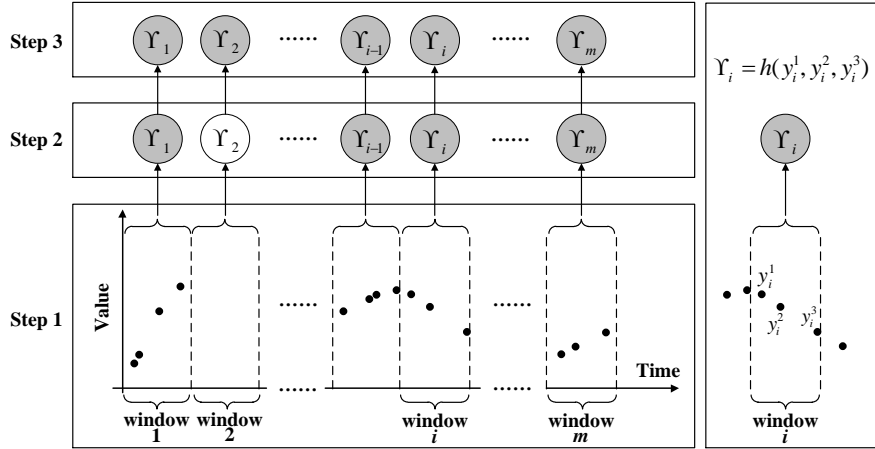 Step 3
ϒ₁ ϒ₂ ...... ϒᵢ₋₁ ϒᵢ ...... ϒₘ
Step 2
ϒ₁ ϒ₂ ...... ϒᵢ₋₁ ϒᵢ ...... ϒₘ
Step 1
Value
...... ......
Time
...... ......
window 1
window 2
window i
window m
ϒᵢ = h(yᵢ¹, yᵢ², yᵢ³)
ϒᵢ
yᵢ¹
yᵢ²
yᵢ³
window
i